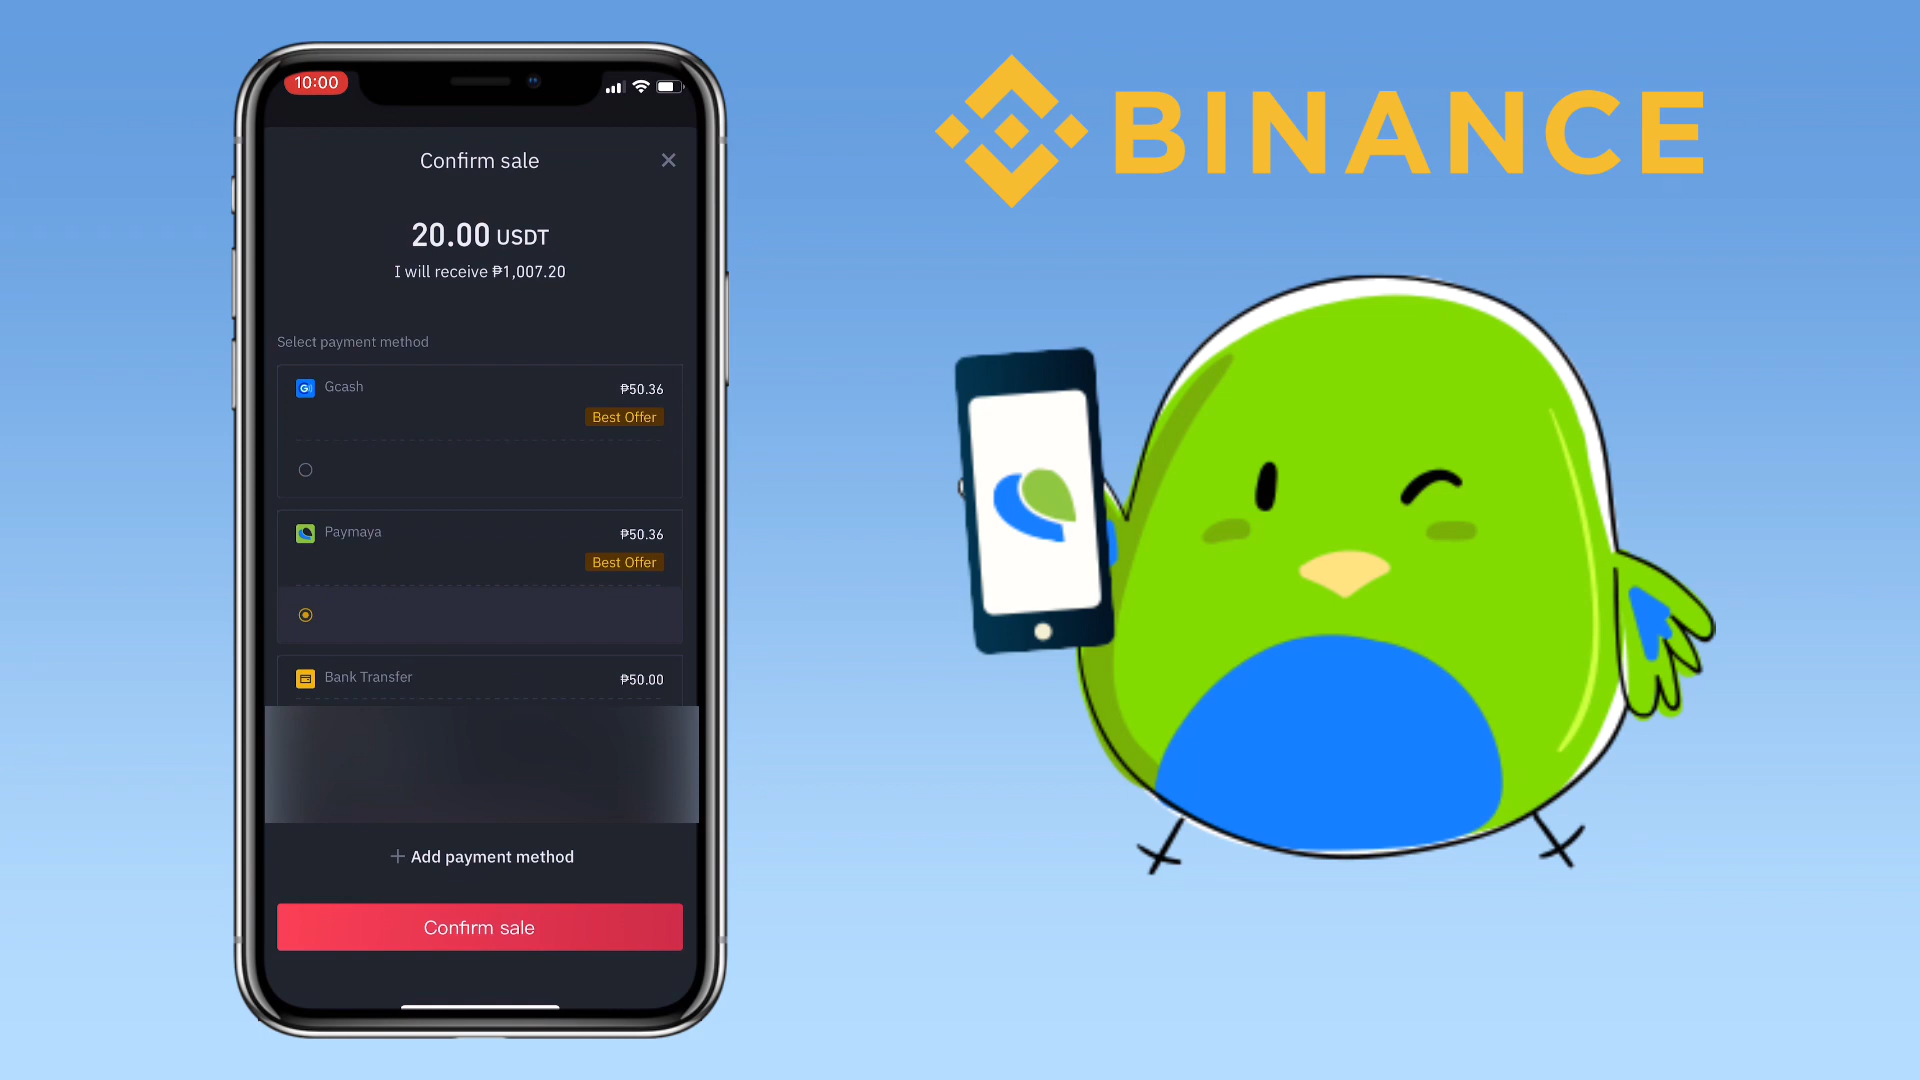 10:00
Confirm sale
20.00 USDT
I will receive ₱1,007.20
Select payment method
Gcash ₱50.36
Best Offer
Paymaya ₱50.36
Best Offer
Bank Transfer ₱50.00
+ Add payment method
Confirm sale
BINANCE